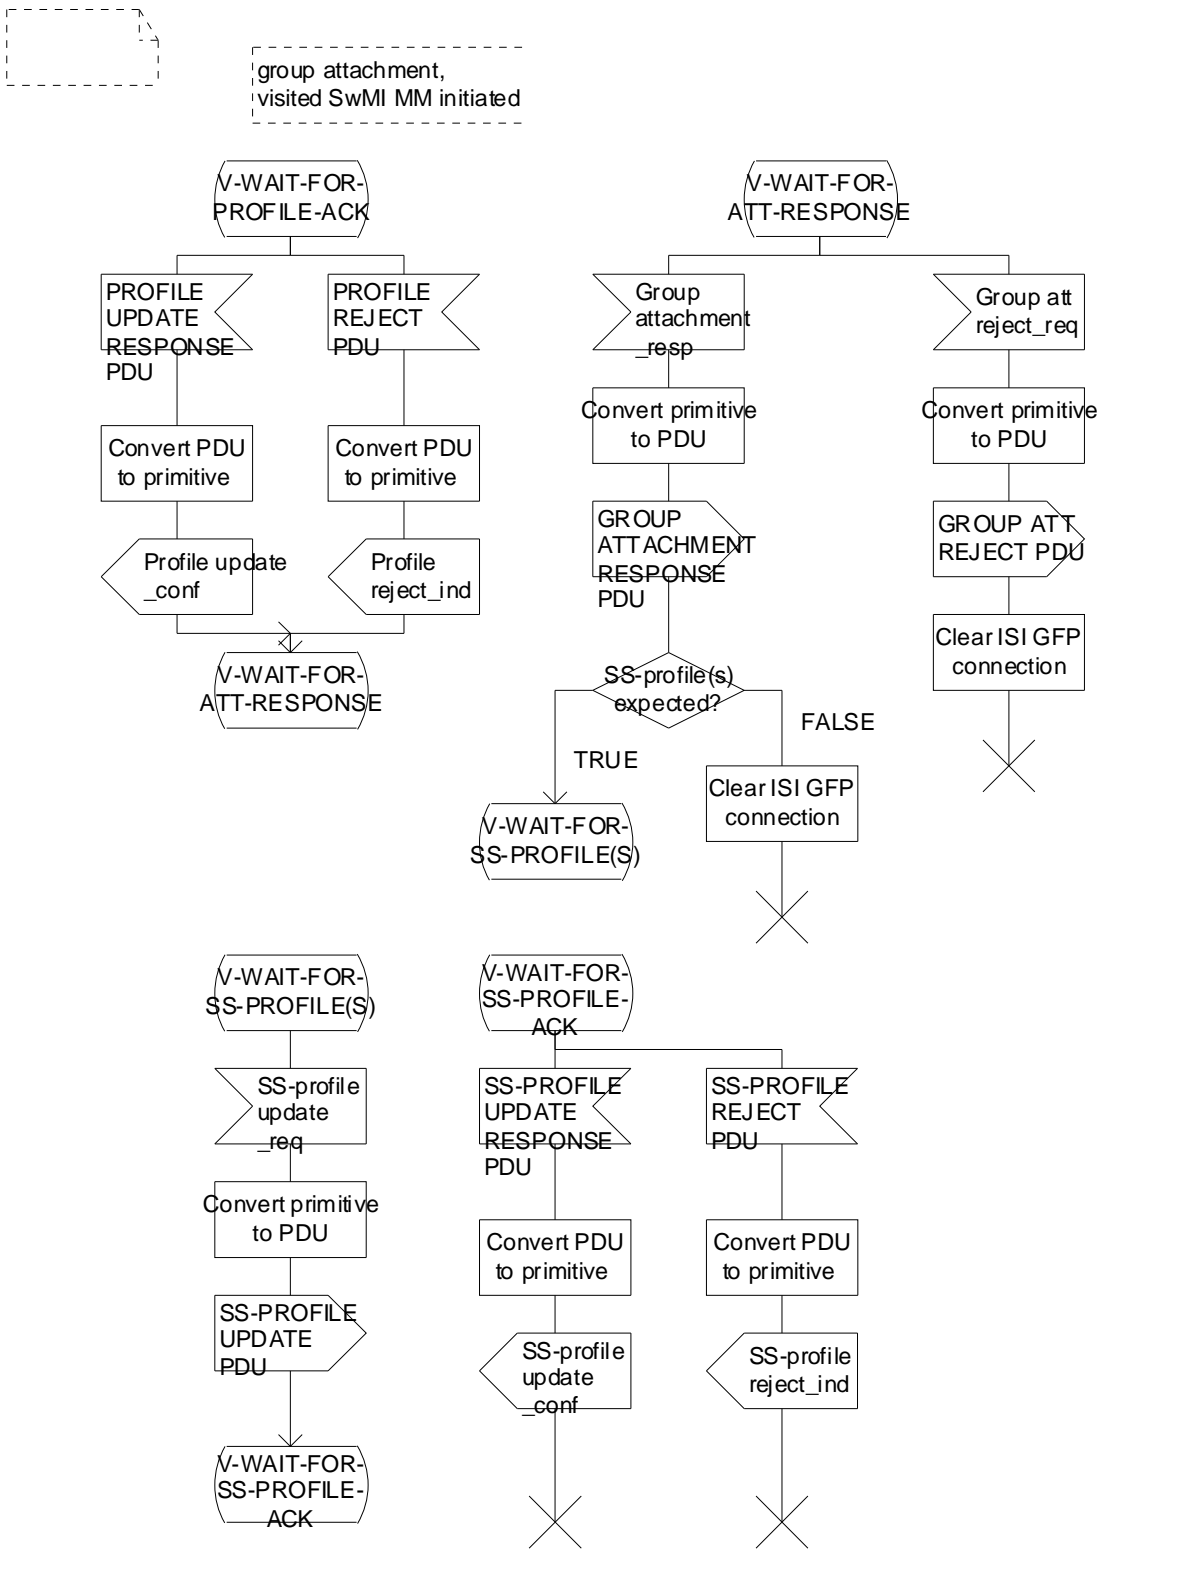 group attachment,
visited SwMI MM initiated
V-WAIT-FOR-
PROFILE-ACK
PROFILE
UPDATE
RESPONSE
PDU
Convert PDU
to primitive
Profile update
_conf
PROFILE
REJECT
PDU
Convert PDU
to primitive
Profile
reject_ind
V-WAIT-FOR-
ATT-RESPONSE
V-WAIT-FOR-
ATT-RESPONSE
Group
attachment
_resp
Convert primitive
to PDU
GROUP
ATTACHMENT
RESPONSE
PDU
SS-profile(s)
expected?
TRUE
V-WAIT-FOR-
SS-PROFILE(S)
FALSE
Clear ISI GFP
connection
Group att
reject_req
Convert primitive
to PDU
GROUP ATT
REJECT PDU
Clear ISI GFP
connection
V-WAIT-FOR-
SS-PROFILE(S)
SS-profile
update
_req
Convert primitive
to PDU
SS-PROFILE
UPDATE
PDU
V-WAIT-FOR-
SS-PROFILE-
ACK
V-WAIT-FOR-
SS-PROFILE-
ACK
SS-PROFILE
UPDATE
RESPONSE
PDU
Convert PDU
to primitive
SS-profile
update
_conf
SS-PROFILE
REJECT
PDU
Convert PDU
to primitive
SS-profile
reject_ind